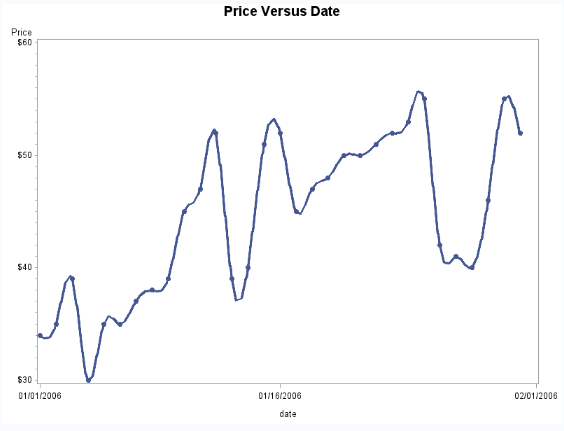 Price Versus Date
Price
$60
$50
$40
$30
01/01/2006
01/16/2006
02/01/2006
date